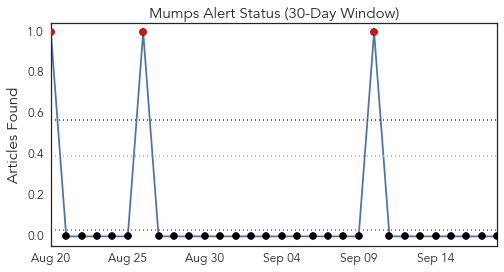 Mumps Alert Status (30-Day Window)
Articles Found
1.0
0.8
0.6
0.4
0.2
0.0
Aug 20 Aug 25 Aug 30 Sep 04 Sep 09 Sep 14